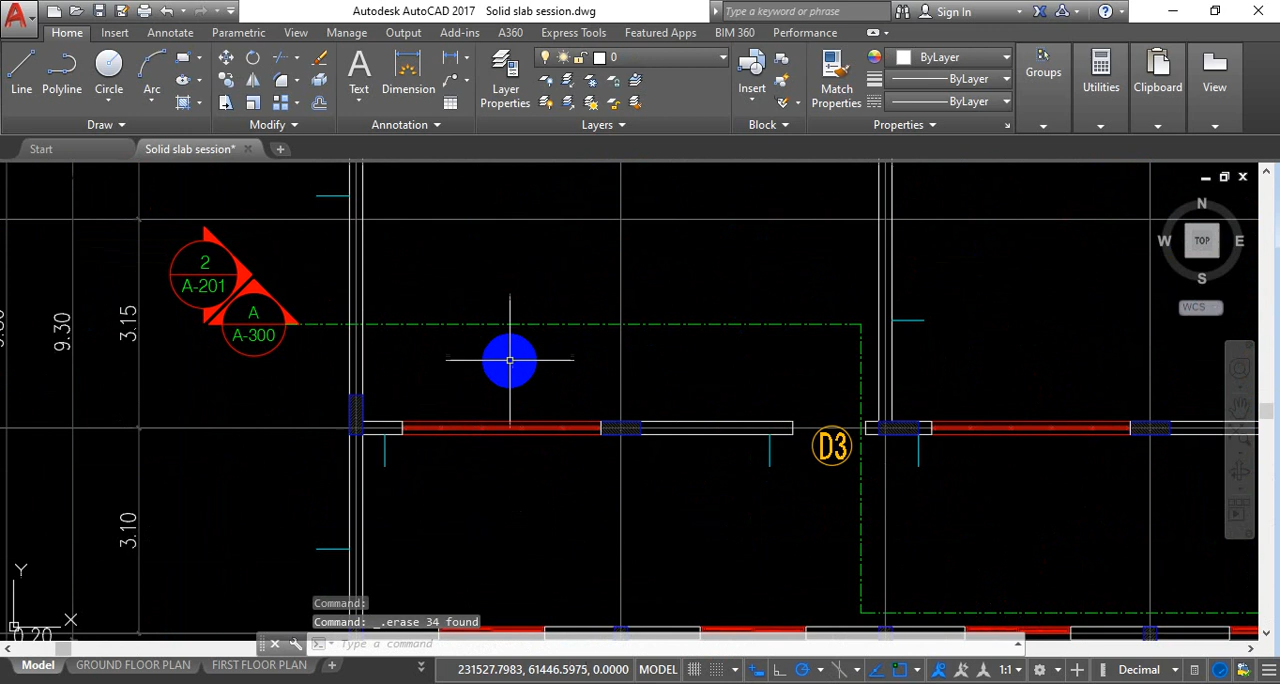 Autodesk AutoCAD 2017 Solid slab session.dwg
Type a keyword or phrase
Sign In
Home Insert Annotate Parametric View Manage Output Add-ins A360 Express Tools Featured Apps BIM 360 Performance
Line Polyline Circle Arc
Draw
Modify
Text Dimension
Annotation
Layer Properties
0
Layers
Insert
Block
Match Properties
ByLayer
ByLayer
ByLayer
Properties
Groups
Utilities
Clipboard
View
Start
Solid slab session*
N
W TOP E
S
WCS
2
A-201
A
A-300
9.30
3.15
D3
3.10
Y
X
0.20
Command:
Command: _.erase 34 found
Type a command
Model GROUND FLOOR PLAN FIRST FLOOR PLAN
231527.7983, 61446.5975, 0.0000 MODEL 1:1 Decimal